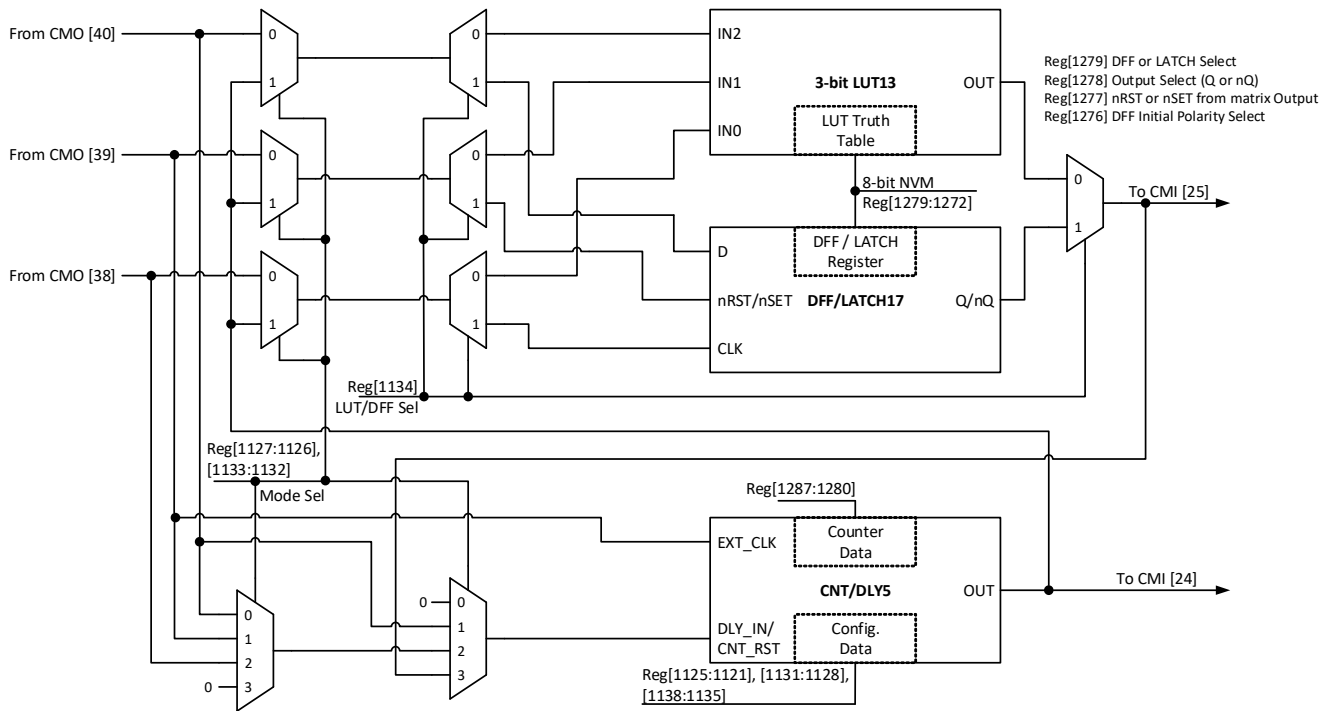 From CMO [40]
0
1
0
1
IN2
IN1
IN0
3-bit LUT13
OUT
LUT Truth
Table
Reg[1279] DFF or LATCH Select
Reg[1278] Output Select (Q or nQ)
Reg[1277] nRST or nSET from matrix Output
Reg[1276] DFF Initial Polarity Select
From CMO [39]
0
1
0
1
8-bit NVM
Reg[1279:1272]
0
1
To CMI [25]
From CMO [38]
0
1
0
1
D
nRST/nSET
CLK
DFF / LATCH
Register
DFF/LATCH17
Q/nQ
Reg[1134]
LUT/DFF Sel
Reg[1127:1126],
[1133:1132]
Mode Sel
Reg[1287:1280]
EXT_CLK
Counter
Data
CNT/DLY5
OUT
To CMI [24]
DLY_IN/
CNT_RST
Config.
Data
0
1
2
0
3
0
0
1
2
3
Reg[1125:1121], [1131:1128],
[1138:1135]